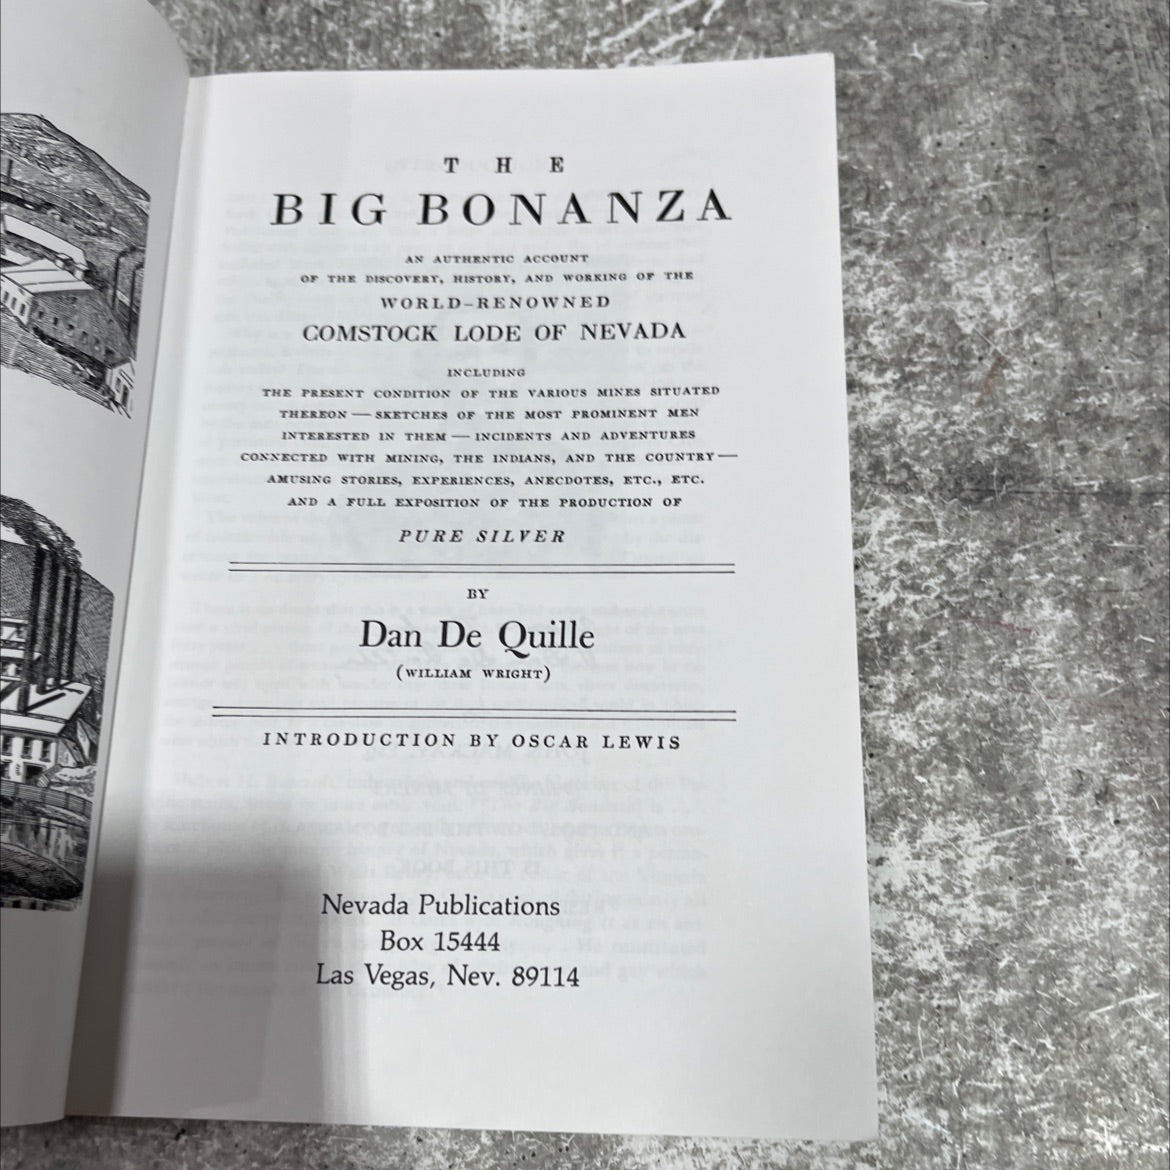 THE
BIG BONANZA
AN AUTHENTIC ACCOUNT
OF THE DISCOVERY, HISTORY, AND WORKING OF THE
WORLD-RENOWNED
COMSTOCK LODE OF NEVADA
INCLUDING
THE PRESENT CONDITION OF THE VARIOUS MINES SITUATED
THEREON — SKETCHES OF THE MOST PROMINENT MEN
INTERESTED IN THEM — INCIDENTS AND ADVENTURES
CONNECTED WITH MINING, THE INDIANS, AND THE COUNTRY —
AMUSING STORIES, EXPERIENCES, ANECDOTES, ETC., ETC.
AND A FULL EXPOSITION OF THE PRODUCTION OF
PURE SILVER
BY
Dan De Quille
(WILLIAM WRIGHT)
INTRODUCTION BY OSCAR LEWIS
Nevada Publications
Box 15444
Las Vegas, Nev. 89114